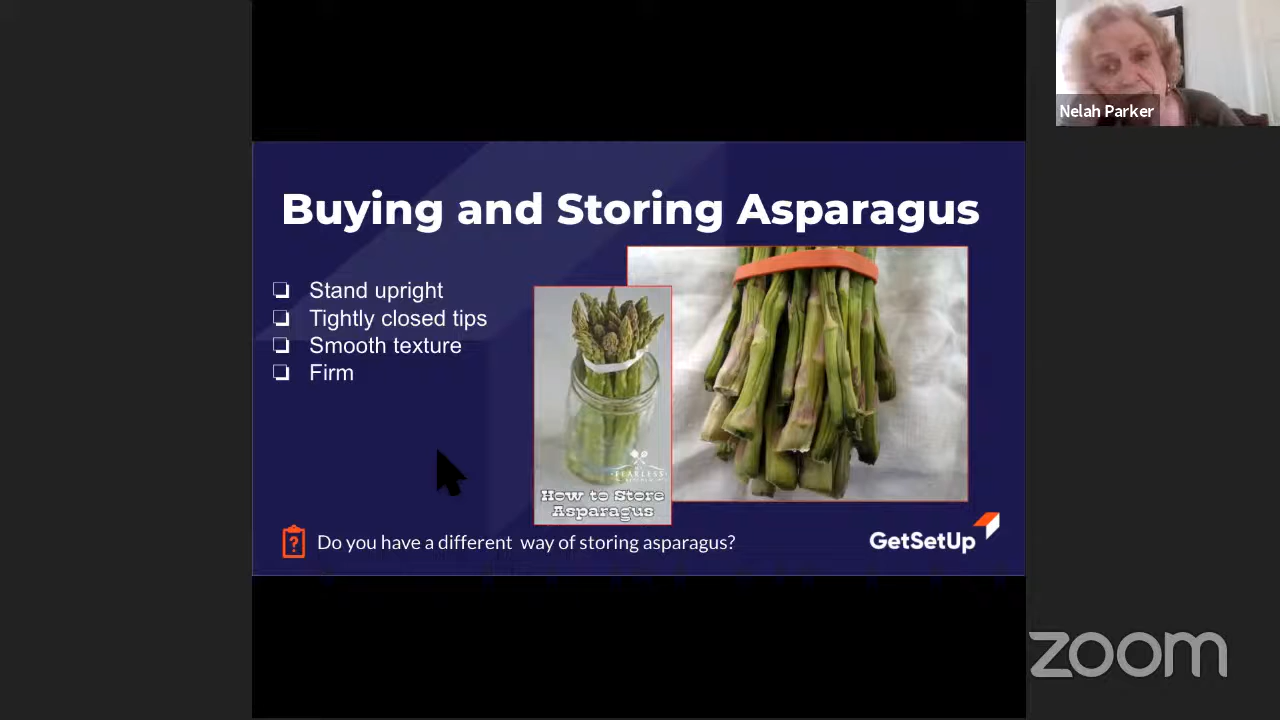 Nelah Parker
Buying and Storing Asparagus
❏ Stand upright
❏ Tightly closed tips
❏ Smooth texture
❏ Firm
FEARLESS
How to Store
Asparagus
Do you have a different way of storing asparagus?
GetSetUp
zoom